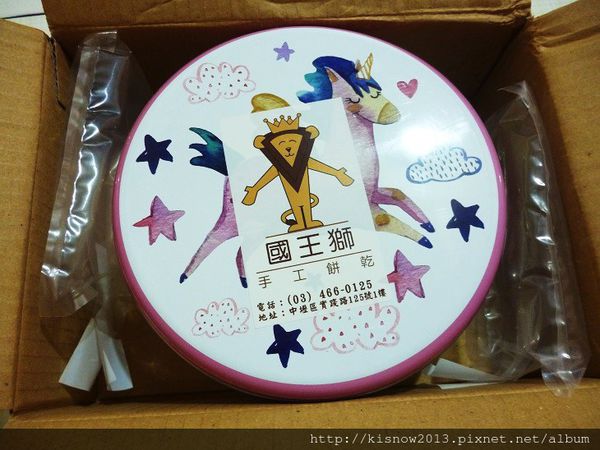 國王獅
手工餅乾
電話：(03) 466-0125
地址：中壢區實踐路125號1樓
http://kisnow2013.pixnet.net/album